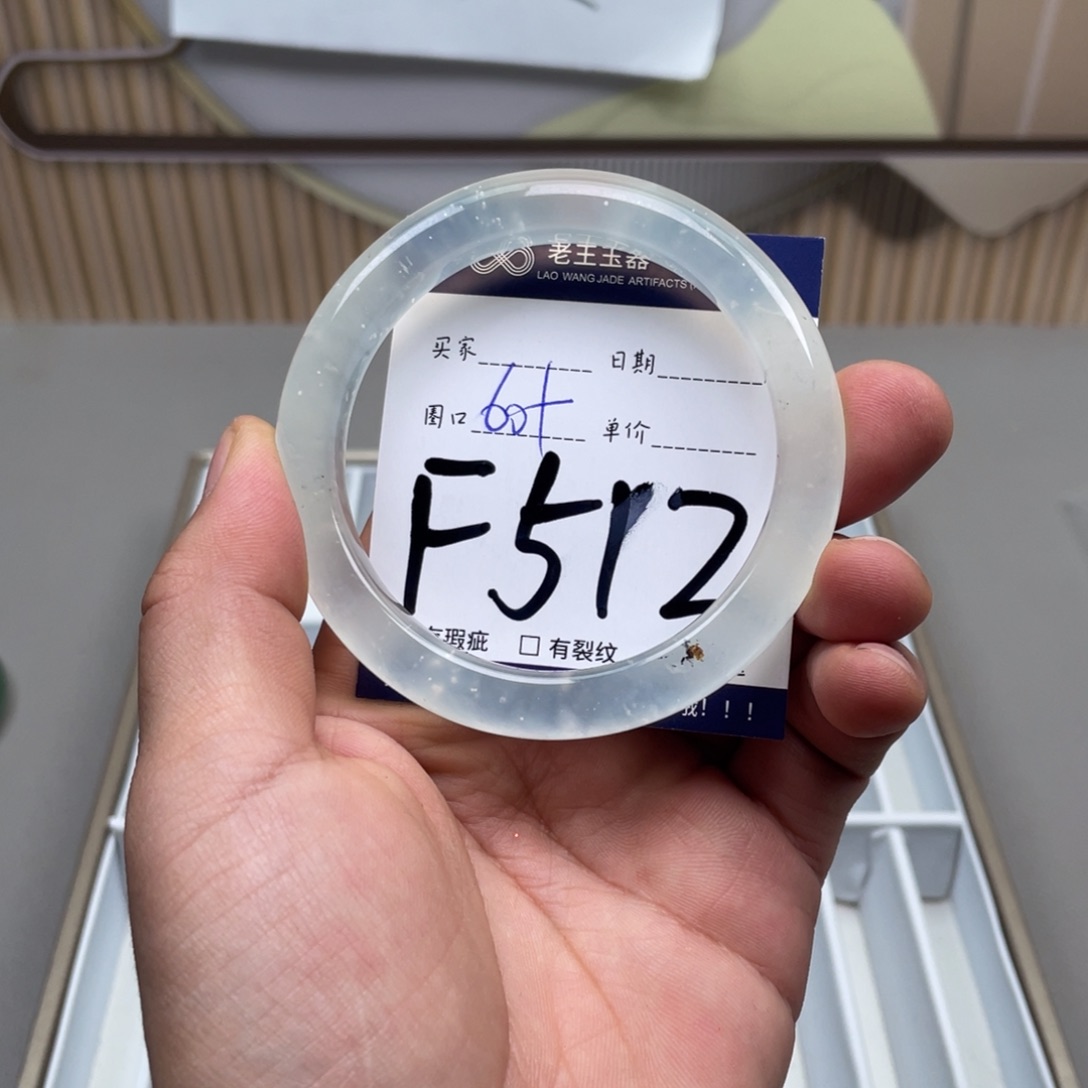 老王玉器
LAO WANG JADE ARTIFACTS
买家 日期
圈口 60+ 单价
F512
瑕疵 □ 有裂纹
我！！！